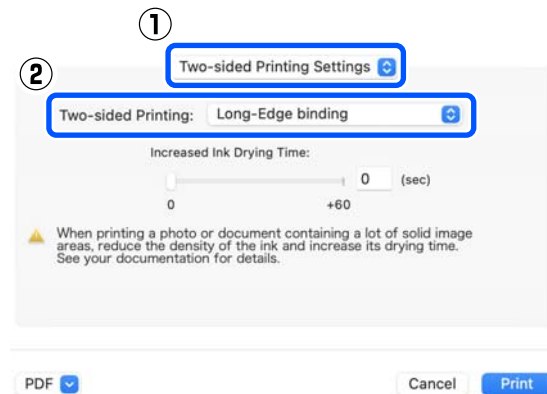 ①
Two-sided Printing Settings
②
Two-sided Printing: Long-Edge binding
Increased Ink Drying Time:
0 (sec)
0 +60
When printing a photo or document containing a lot of solid image
areas, reduce the density of the ink and increase its drying time.
See your documentation for details.
PDF Cancel Print